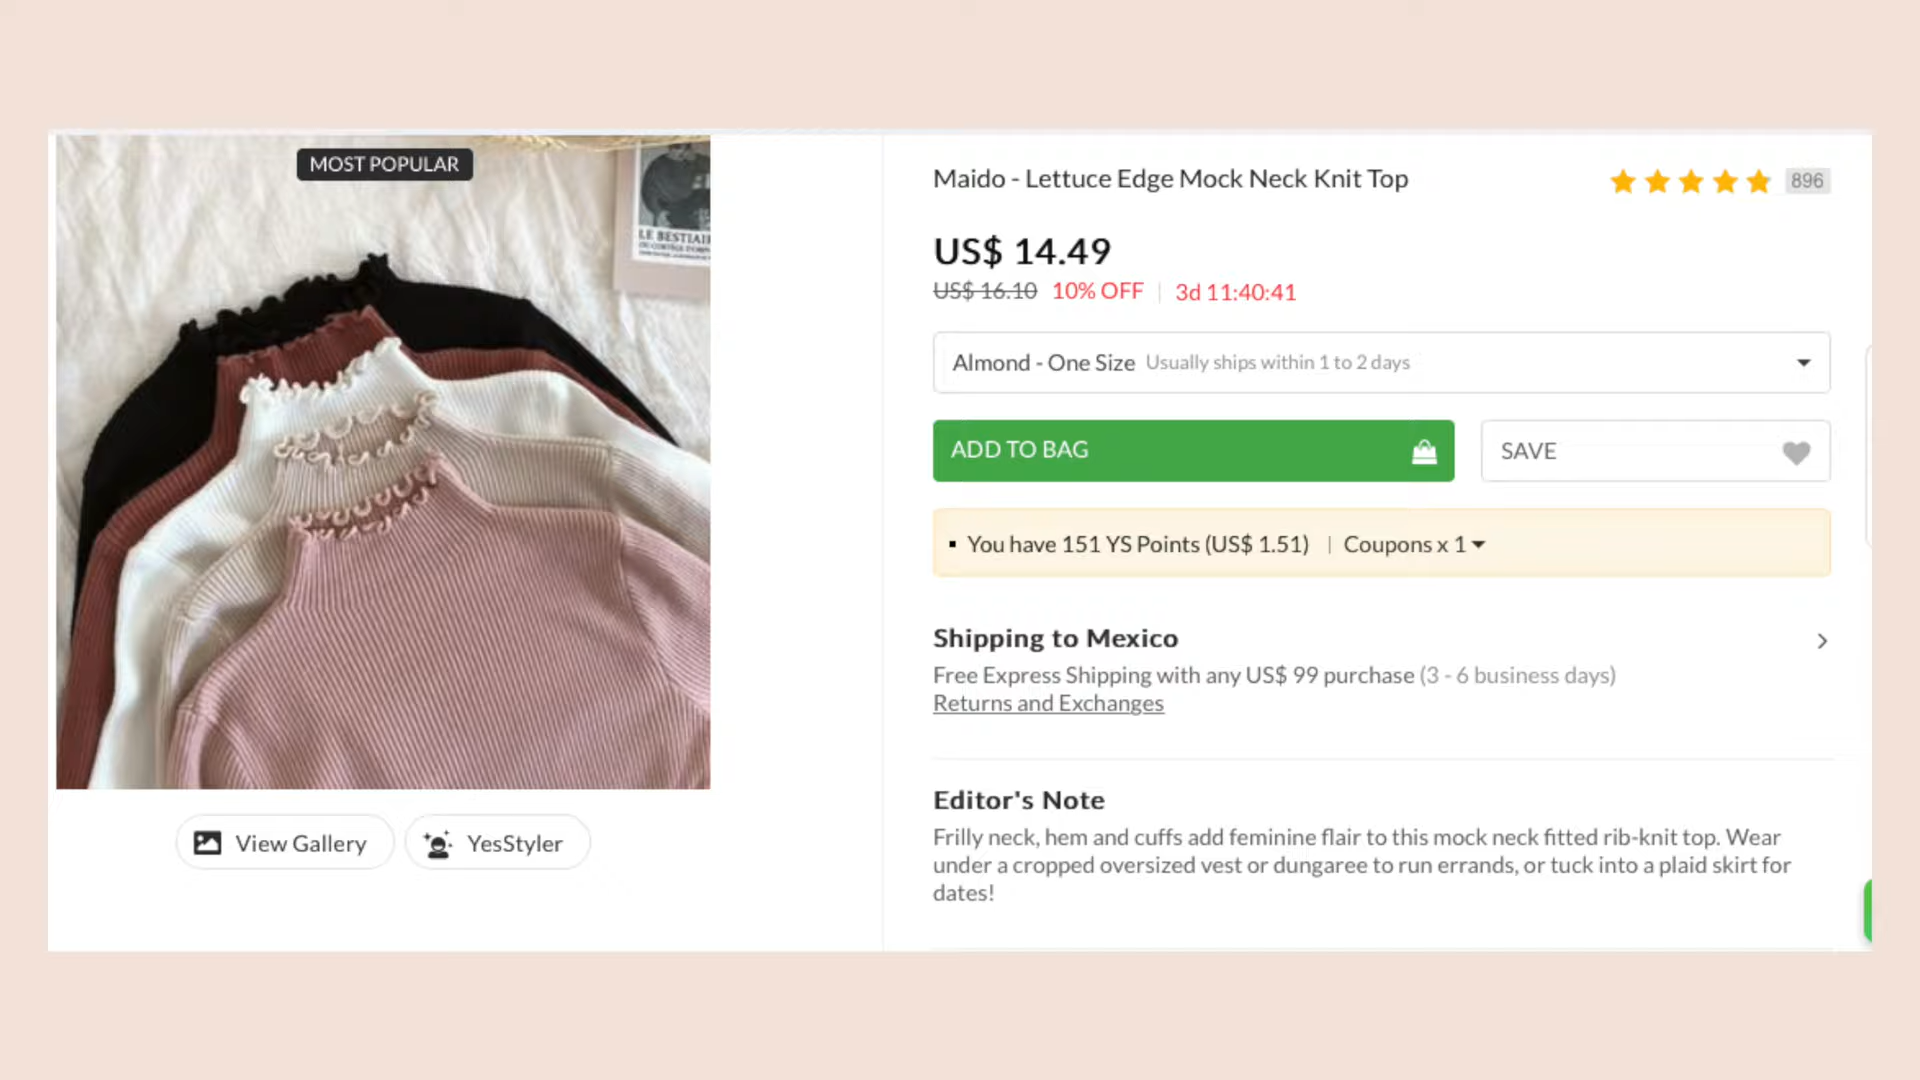 MOST POPULAR
LE BESTIAI
Maido - Lettuce Edge Mock Neck Knit Top
896
US$ 14.49
US$ 16.10 10% OFF | 3d 11:40:41
Almond - One Size Usually ships within 1 to 2 days
ADD TO BAG
SAVE
▪ You have 151 YS Points (US$ 1.51) | Coupons x 1
Shipping to Mexico
Free Express Shipping with any US$ 99 purchase (3 - 6 business days)
Returns and Exchanges
Editor's Note
Frilly neck, hem and cuffs add feminine flair to this mock neck fitted rib-knit top. Wear
under a cropped oversized vest or dungaree to run errands, or tuck into a plaid skirt for
dates!
View Gallery
YesStyler